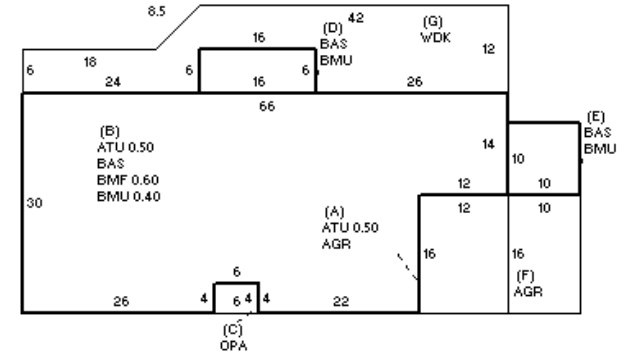 8.5
42
(G)
WDK
16
(D)
BAS
BMU
12
18
6
24
6
16
6
26
66
(E)
BAS
BMU
(B)
ATU 0.50
BAS
BMF 0.60
BMU 0.40
14
10
12
10
30
(A)
ATU 0.50
AGR
12
10
16
16
(F)
AGR
6
26
4
6
4
4
22
(C)
OPA